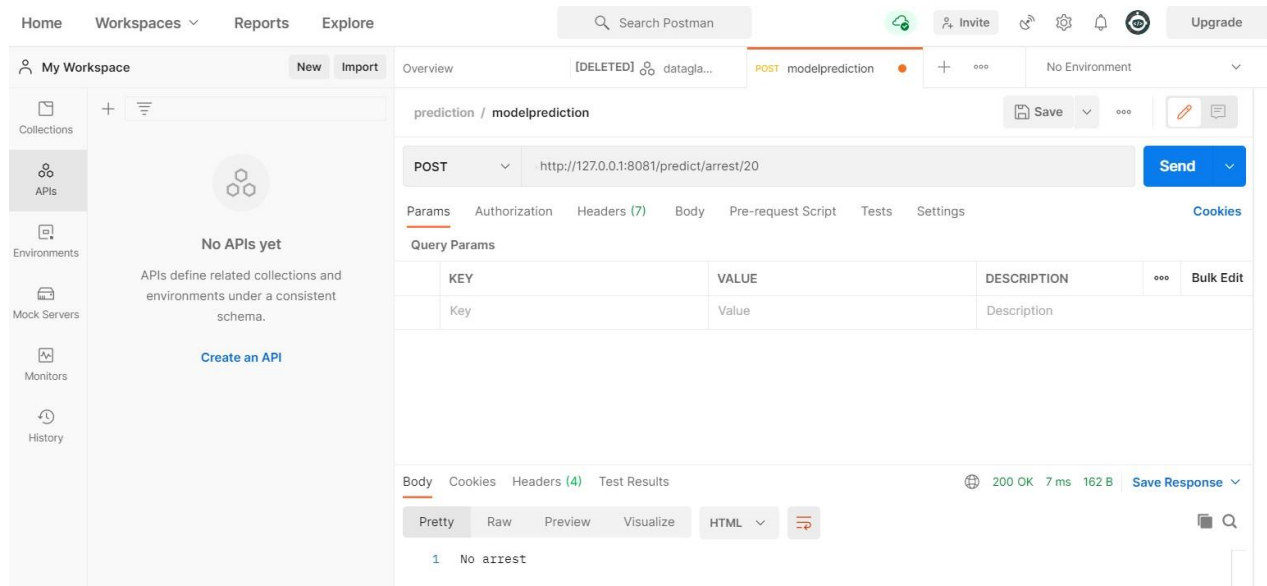 Home Workspaces Reports Explore Search Postman Invite Upgrade
My Workspace New Import
Overview [DELETED] datagla... POST modelprediction No Environment
Collections
APIs
Environments
Mock Servers
Monitors
History
No APIs yet
APIs define related collections and
environments under a consistent
schema.
Create an API
prediction / modelprediction Save
POST http://127.0.0.1:8081/predict/arrest/20 Send
Params Authorization Headers (7) Body Pre-request Script Tests Settings Cookies
Query Params
KEY VALUE DESCRIPTION Bulk Edit
Key Value Description
Body Cookies Headers (4) Test Results 200 OK 7 ms 162 B Save Response
Pretty Raw Preview Visualize HTML
1 No arrest